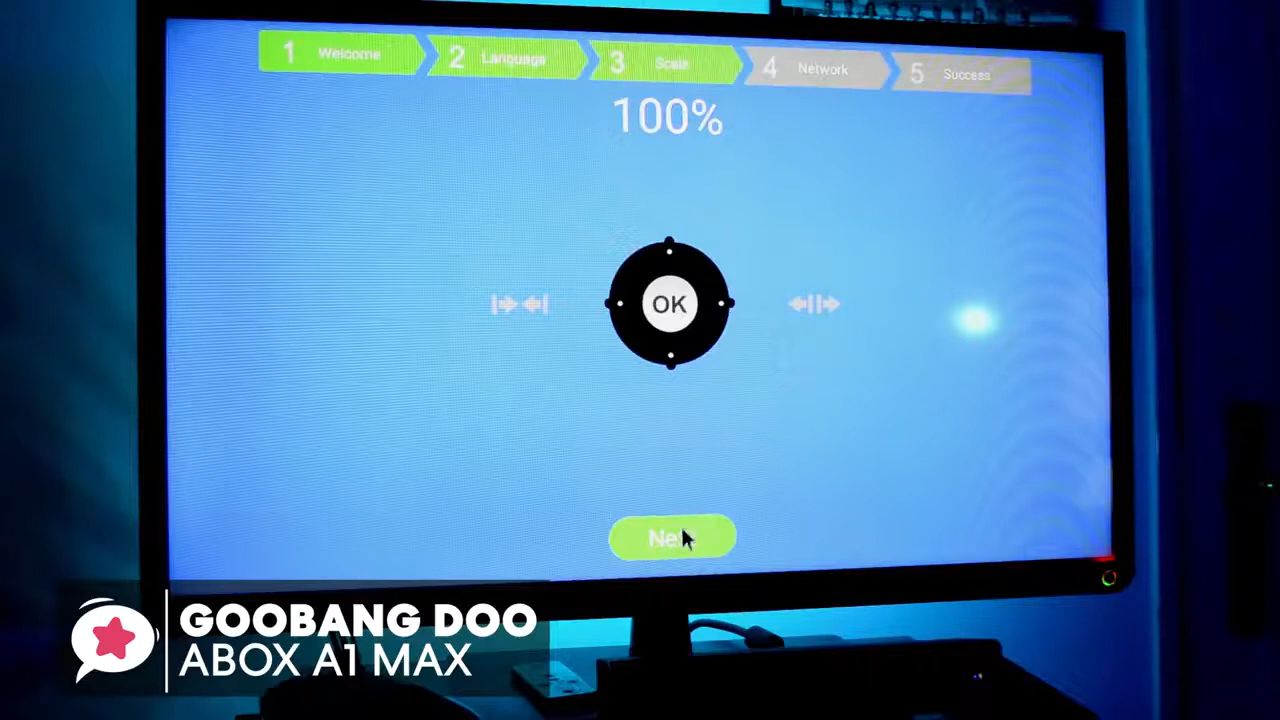 1 Welcome 2 Language 3 Scale 4 Network 5 Success
100%
OK
GOOBANG DOO
ABOX A1 MAX